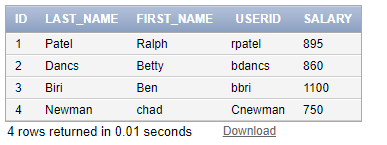 ID LAST_NAME FIRST_NAME USERID SALARY
1 Patel Ralph rpatel 895
2 Dancs Betty bdancs 860
3 Biri Ben bbri 1100
4 Newman chad Cnewman 750
4 rows returned in 0.01 seconds Download